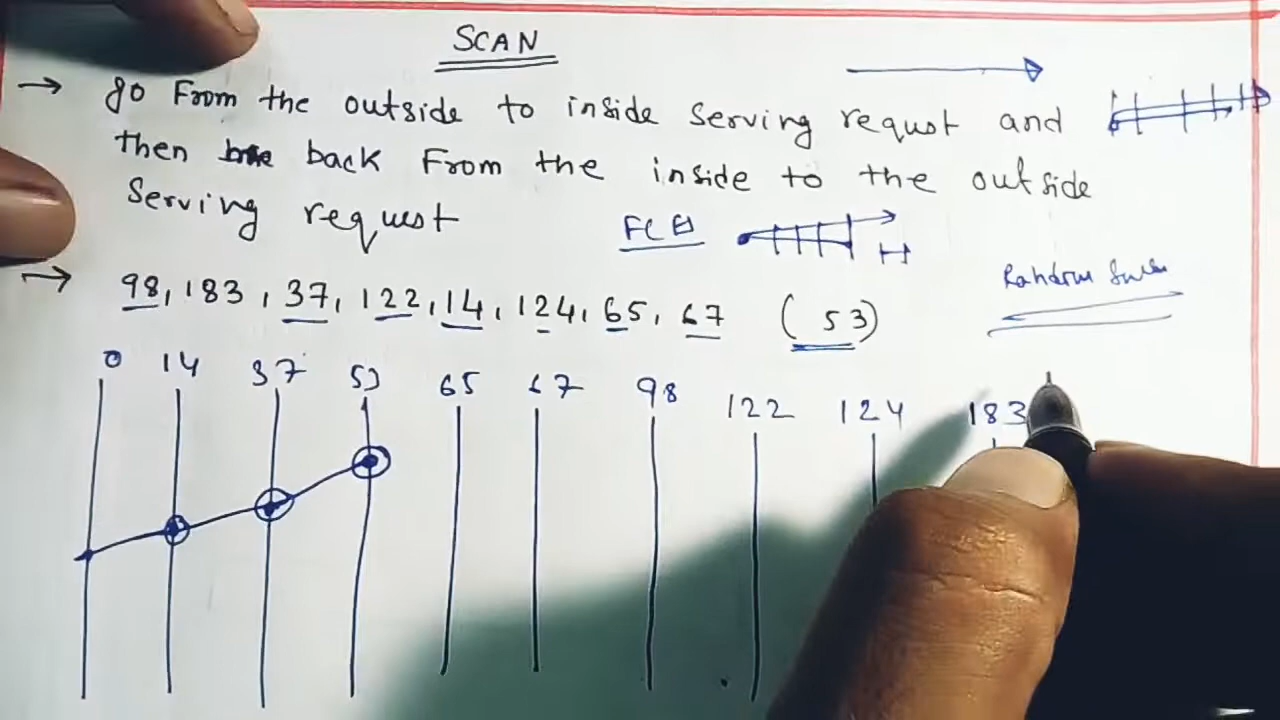 SCAN
→ go From the outside to inside Serving requst and
then back From the inside to the outside
Serving request
→ 98, 183, 37, 122, 14, 124, 65, 67 (53)
0 14 37 53 65 67 98 122 124 183